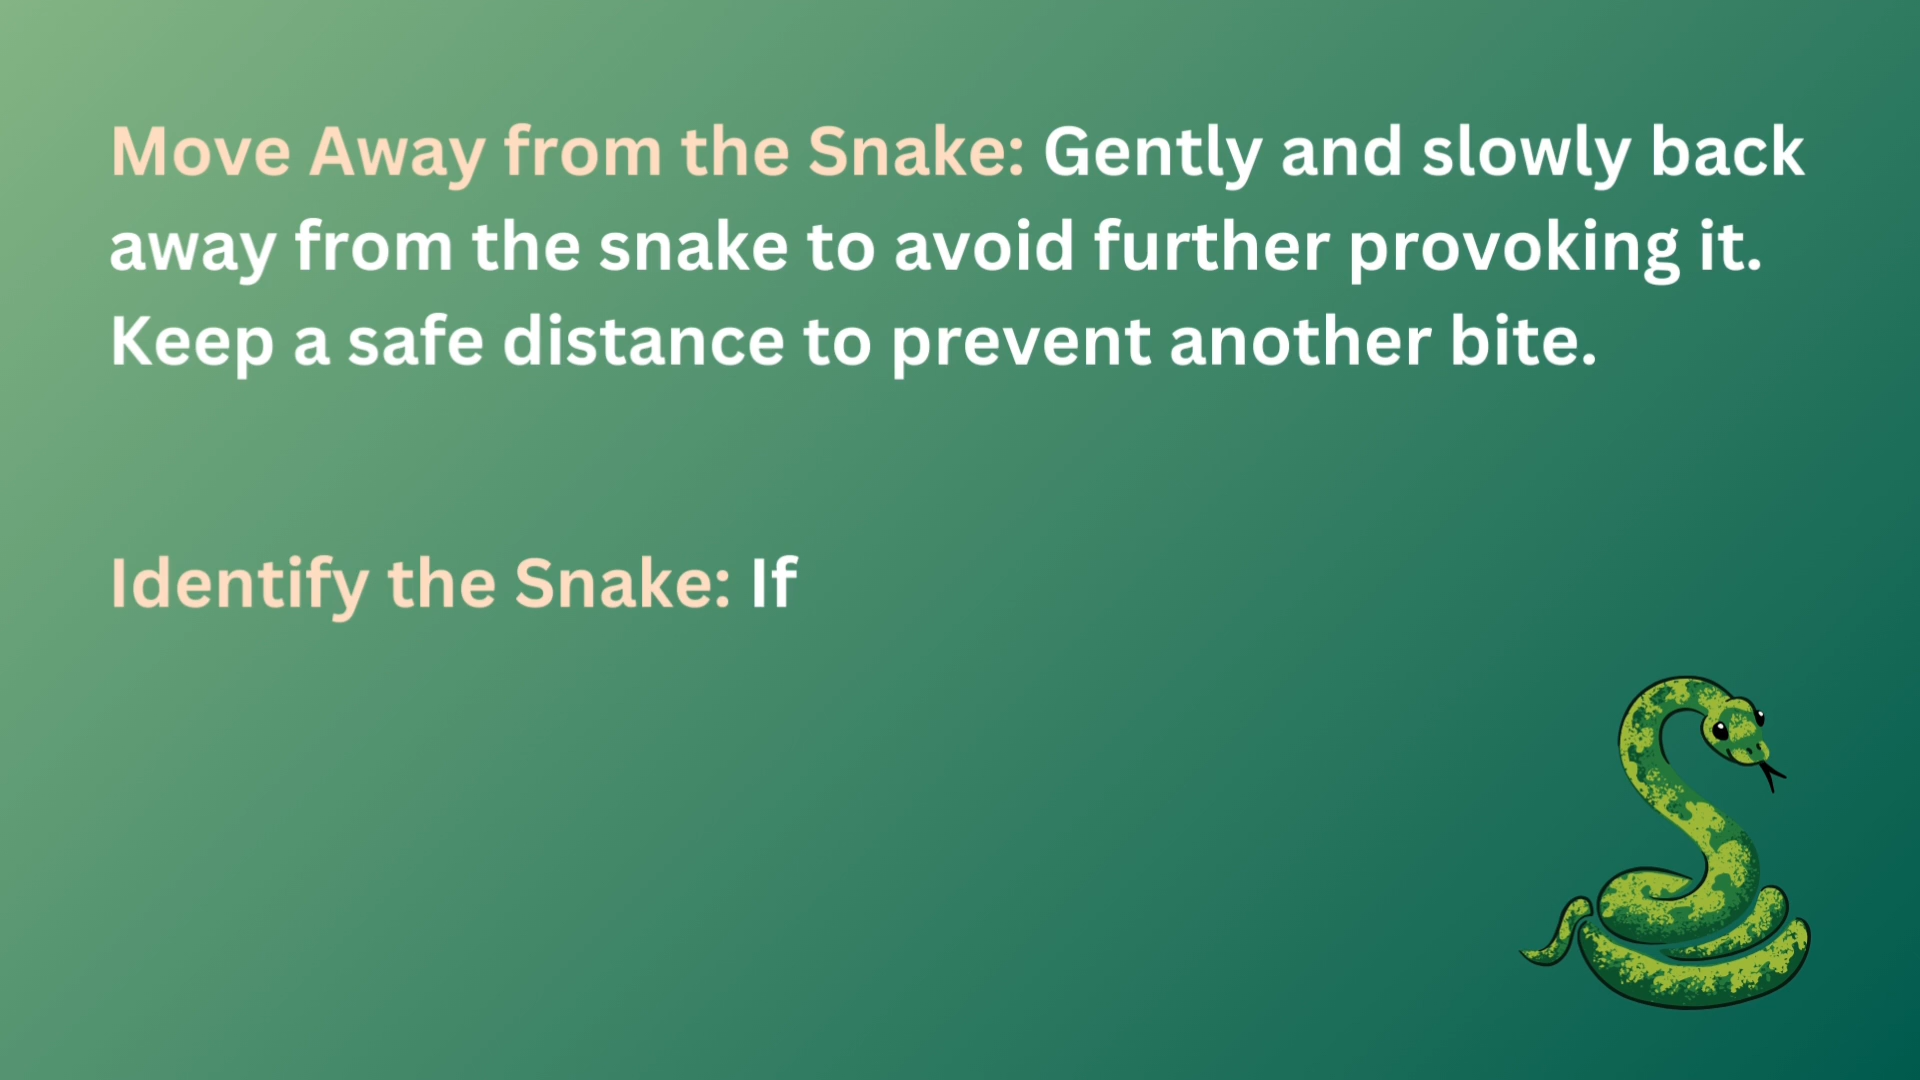 Move Away from the Snake: Gently and slowly back
away from the snake to avoid further provoking it.
Keep a safe distance to prevent another bite.
Identify the Snake: If